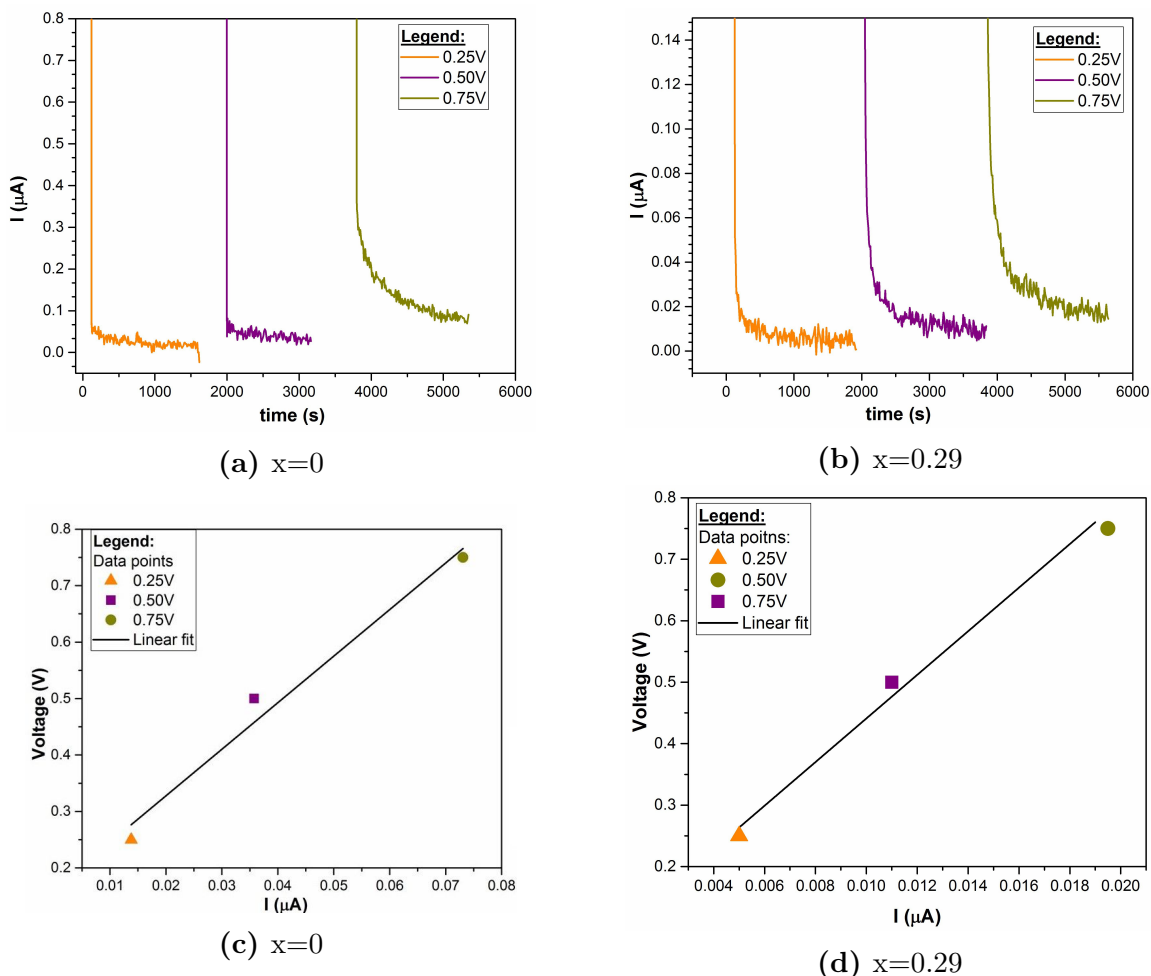 0.8
0.7
0.6
0.5
0.4
0.3
0.2
0.1
0.0
I (μA)
0 1000 2000 3000 4000 5000 6000
time (s)
Legend:
0.25V
0.50V
0.75V
(a) x=0
0.14
0.12
0.10
0.08
0.06
0.04
0.02
0.00
I (μA)
0 1000 2000 3000 4000 5000 6000
time (s)
Legend:
0.25V
0.50V
0.75V
(b) x=0.29
0.8
0.7
0.6
0.5
0.4
0.3
0.2
Voltage (V)
0.01 0.02 0.03 0.04 0.05 0.06 0.07 0.08
I (μA)
Legend:
Data points
0.25V
0.50V
0.75V
Linear fit
(c) x=0
0.8
0.7
0.6
0.5
0.4
0.3
0.2
Voltage (V)
0.004 0.006 0.008 0.010 0.012 0.014 0.016 0.018 0.020
I (μA)
Legend:
Data poitns:
0.25V
0.50V
0.75V
Linear fit
(d) x=0.29